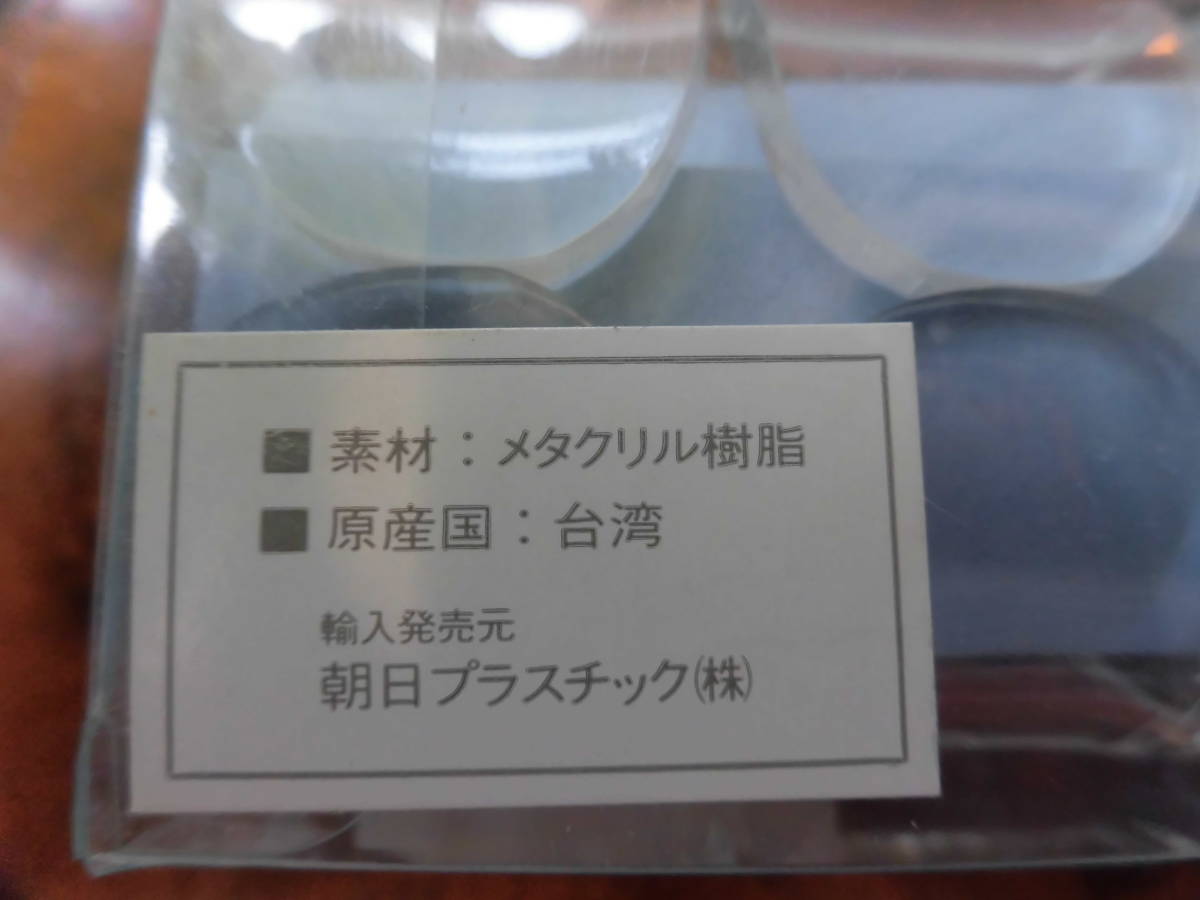 ■ 素材：メタクリル樹脂
■ 原産国：台湾
輸入発売元
朝日プラスチック㈱